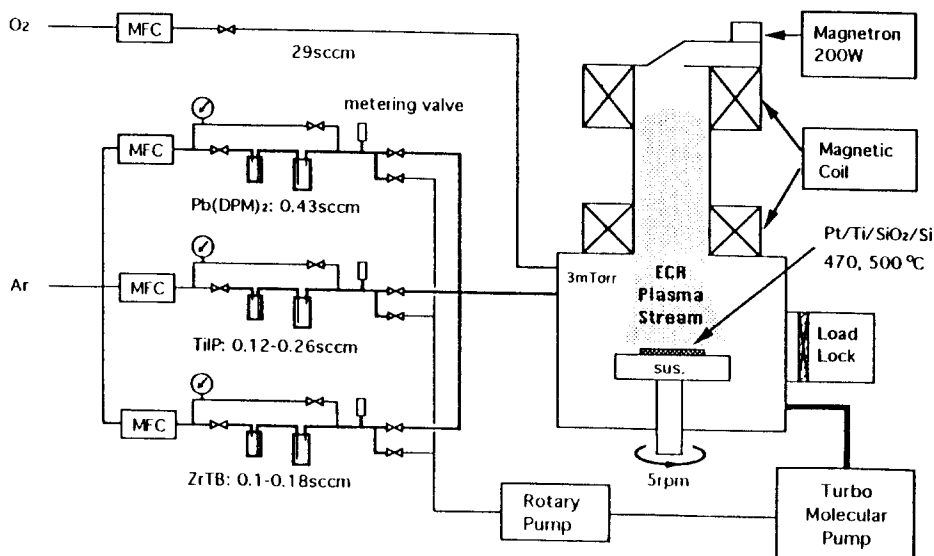 O2
MFC
29sccm
Magnetron
200W
metering valve
MFC
Magnetic
Coil
Pb(DPM)2: 0.43sccm
Pt/Ti/SiO2/Si
470, 500 °C
3mTorr
ECR
Plasma
Stream
Ar
MFC
TiIP: 0.12-0.26sccm
Load
Lock
sus.
MFC
ZrTB: 0.1-0.18sccm
5rpm
Rotary
Pump
Turbo
Molecular
Pump